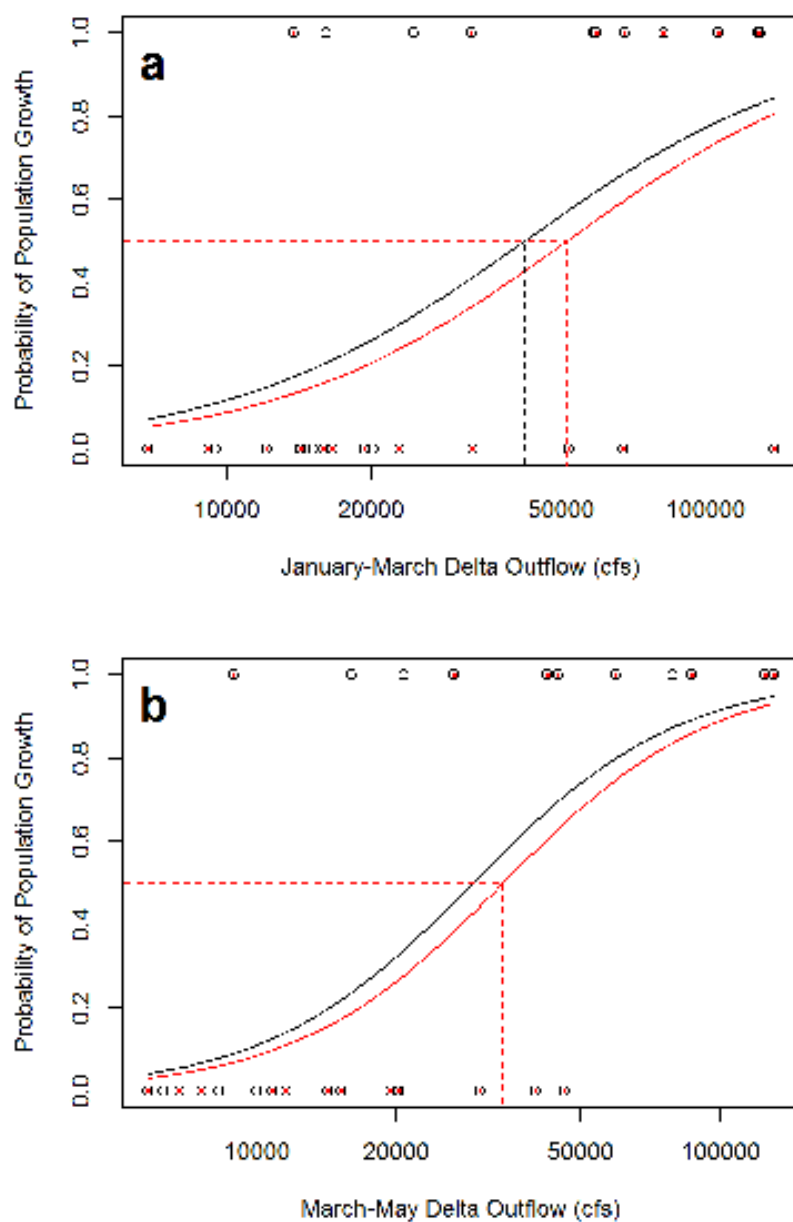 a
Probability of Population Growth
1.0
0.8
0.6
0.4
0.2
0.0
10000 20000 50000 100000
January-March Delta Outflow (cfs)
b
Probability of Population Growth
1.0
0.8
0.6
0.4
0.2
0.0
10000 20000 50000 100000
March-May Delta Outflow (cfs)